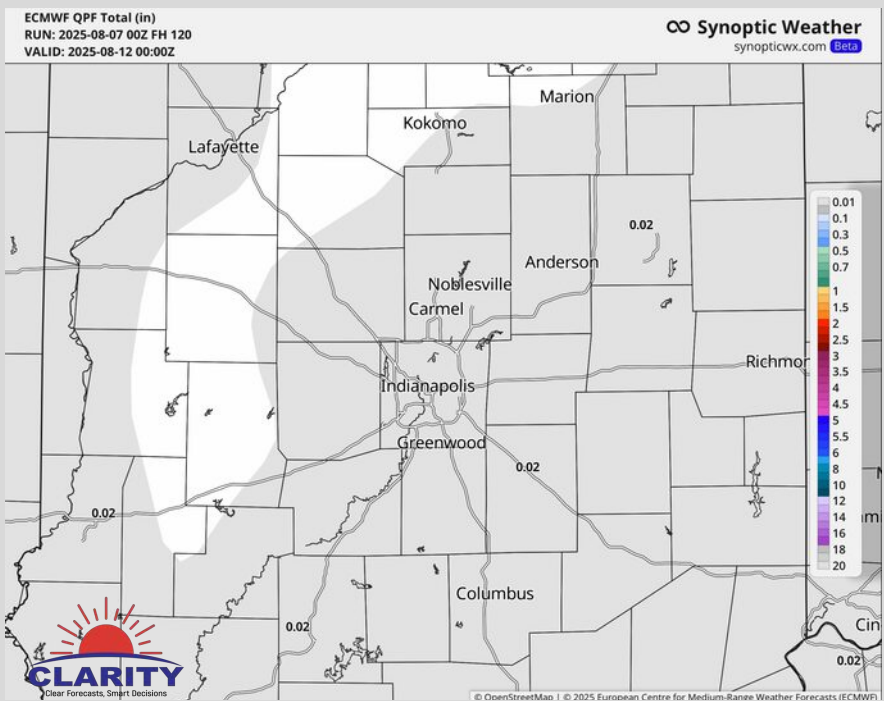 ECMWF QPF Total (in)
RUN: 2025-08-07 00Z FH 120
VALID: 2025-08-12 00:00Z
Synoptic Weather
synopticwx.com Beta
Marion
Kokomo
Lafayette
0.02
Anderson
Noblesville
Carmel
Richmor
Indianapolis
Greenwood
0.02
0.02
Columbus
0.02
Cin
0.02
0.01
0.1
0.3
0.5
0.7
1
1.5
2
2.5
3
3.5
4
4.5
5
5.5
6
8
10
12
14
16
18
20
CLARITY
Clear Forecasts, Smart Decisions
© OpenStreetMap | © 2025 European Centre for Medium-Range Weather Forecasts (ECMWF)